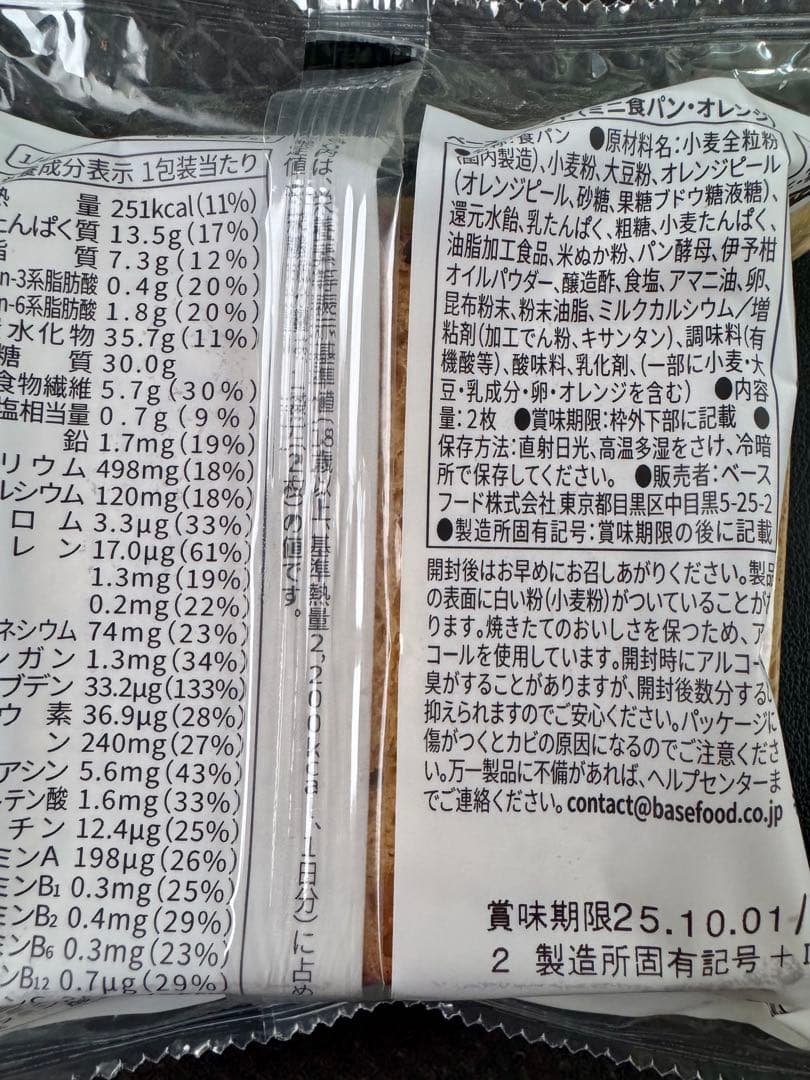 成分表示 1包装当たり
量 251kcal(11%)
たんぱく質 13.5g(17%)
質 7.3g(12%)
n-3系脂肪酸 0.4g(20%)
n-6系脂肪酸 1.8g(20%)
水化物 35.7g(11%)
糖 質 30.0g
食物繊維 5.7g(30%)
塩相当量 0.7g(9%)
鉛 1.7mg(19%)
リウム 498mg(18%)
ルシウム 120mg(18%)
ロム 3.3μg(33%)
レン 17.0μg(61%)
1.3mg(19%)
0.2mg(22%)
ネシウム 74mg(23%)
ンガン 1.3mg(34%)
ブデン 33.2μg(133%)
ウ素 36.9μg(28%)
ン 240mg(27%)
アシン 5.6mg(43%)
テン酸 1.6mg(33%)
チン 12.4μg(25%)
ミンA 198μg(26%)
ミンB1 0.3mg(25%)
ミンB2 0.4mg(29%)
ミンB6 0.3mg(23%)
ンB12 0.7μg(29%)
は、栄養素等表示基準値(18歳以上、基準熱量2,200kcal、1日分)に占め
の値です。
(ミニ食パン・オレンジ)
食パン ●原材料名:小麦全粒粉
(国内製造)、小麦粉、大豆粉、オレンジピール
(オレンジピール、砂糖、果糖ブドウ糖液糖)、
還元水飴、乳たんぱく、粗糖、小麦たんぱく、
油脂加工食品、米ぬか粉、パン酵母、伊予柑
オイルパウダー、醸造酢、食塩、アマニ油、卵、
昆布粉末、粉末油脂、ミルクカルシウム/増
粘剤(加工でん粉、キサンタン)、調味料(有
機酸等)、酸味料、乳化剤、(一部に小麦・大
豆・乳成分・卵・オレンジを含む) ●内容
量:2枚 ●賞味期限:枠外下部に記載 ●
保存方法:直射日光、高温多湿をさけ、冷暗
所で保存してください。 ●販売者:ベース
フード株式会社 東京都目黒区中目黒5-25-2
●製造所固有記号:賞味期限の後に記載
開封後はお早めにお召しあがりください。製品
の表面に白い粉(小麦粉)がついていることが
ります。焼きたてのおいしさを保つため、ア
コールを使用しています。開封時にアルコー
臭がすることがありますが、開封後数分する
抑えられますのでご安心ください。パッケージに
傷がつくとカビの原因になるのでご注意くださ
い。万一製品に不備があれば、ヘルプセンターま
でご連絡ください。contact@basefood.co.jp
賞味期限25.10.01/
2 製造所固有記号+